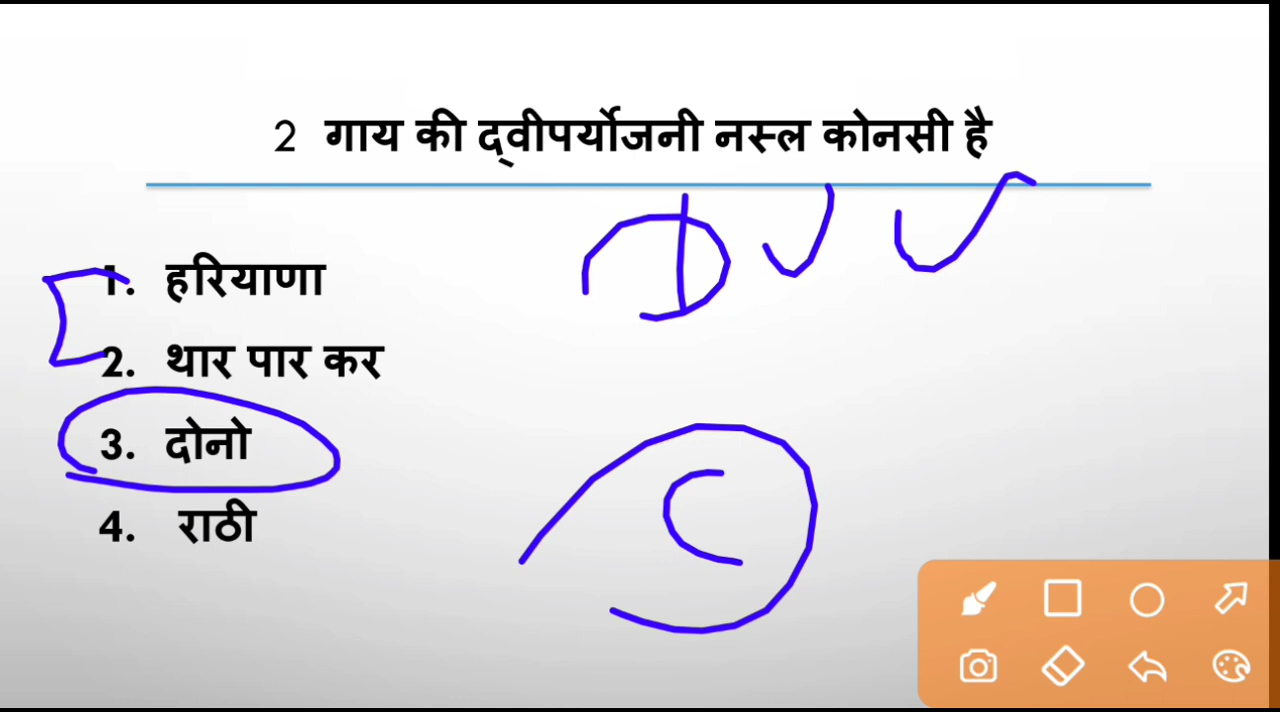 2 गाय की द्वीपर्योजनी नस्ल कोनसी है
1. हरियाणा
2. थार पार कर
3. दोनो
4. राठी